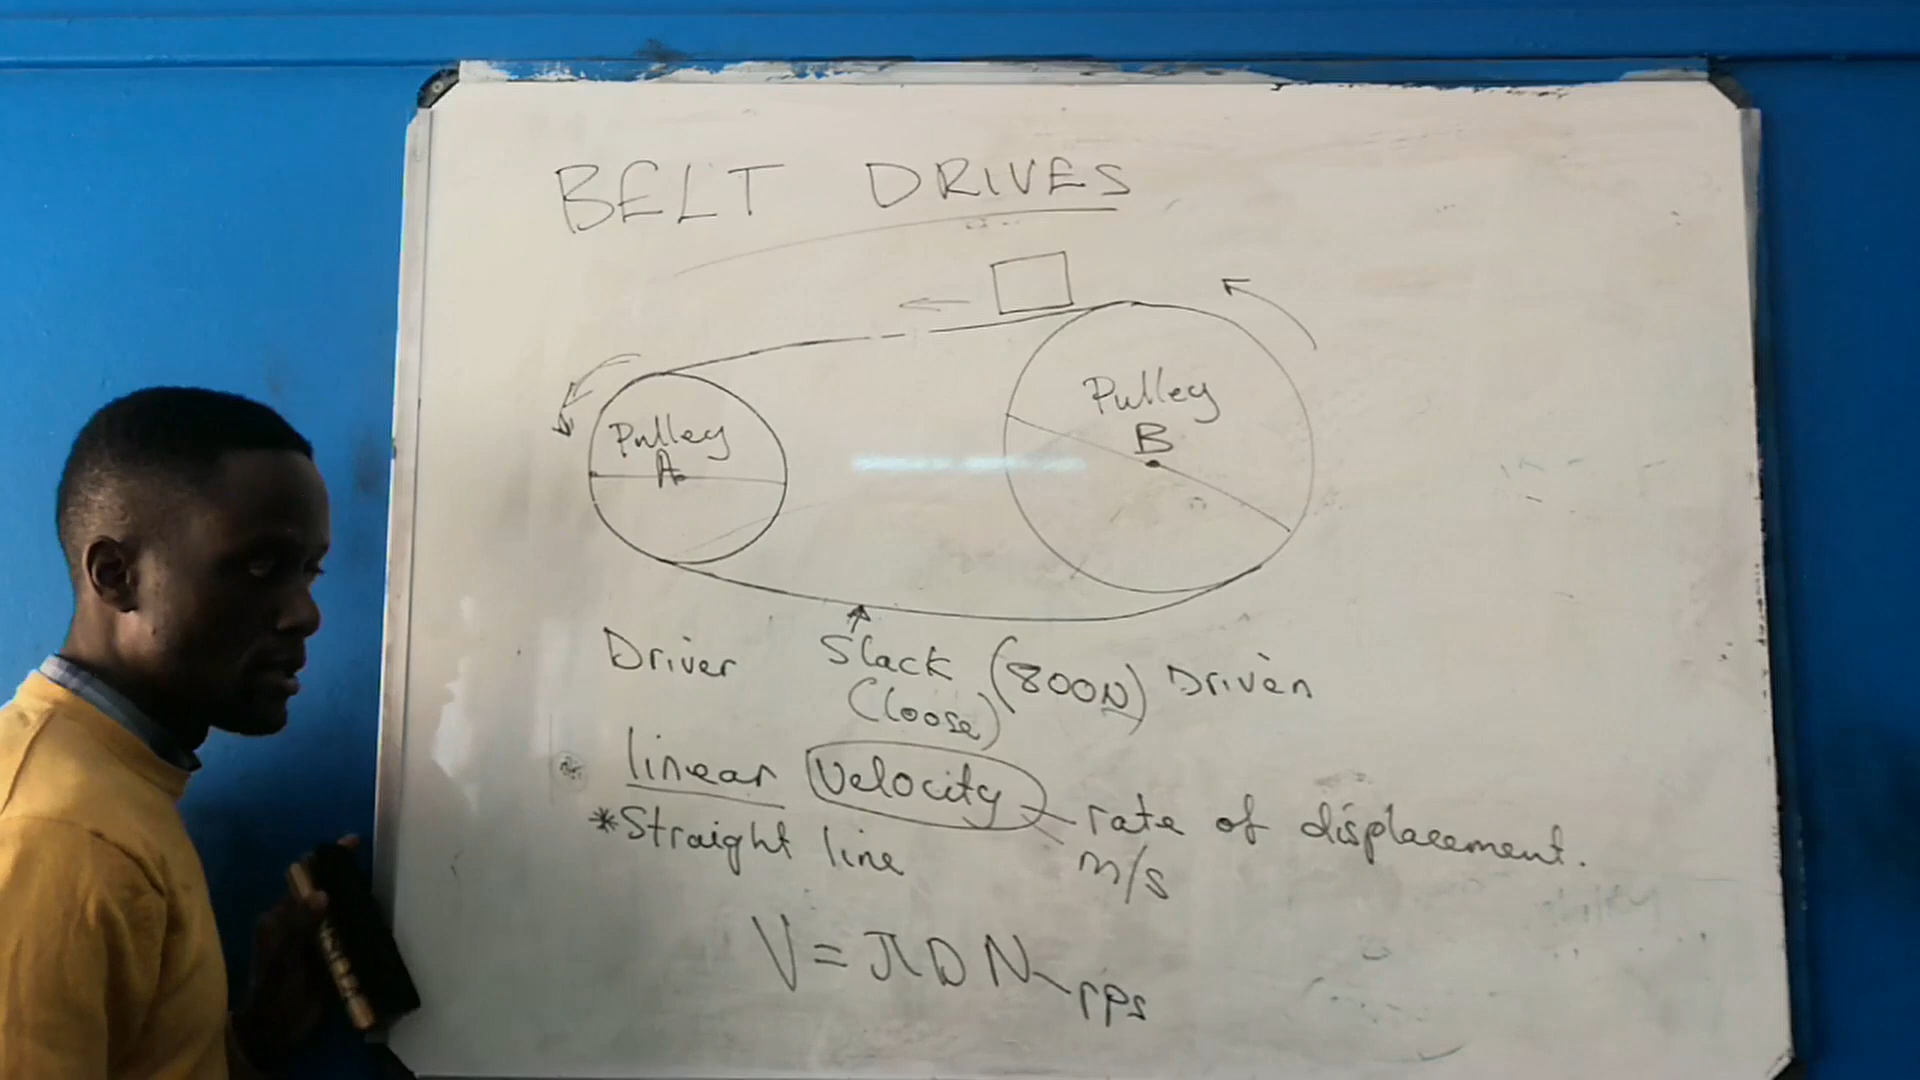 BELT DRIVES
Pulley
A
Pulley
B
Driver Slack (800N) Driven
(loose)
linear Velocity rate of displacement.
*Straight line m/s
V = πDN rps